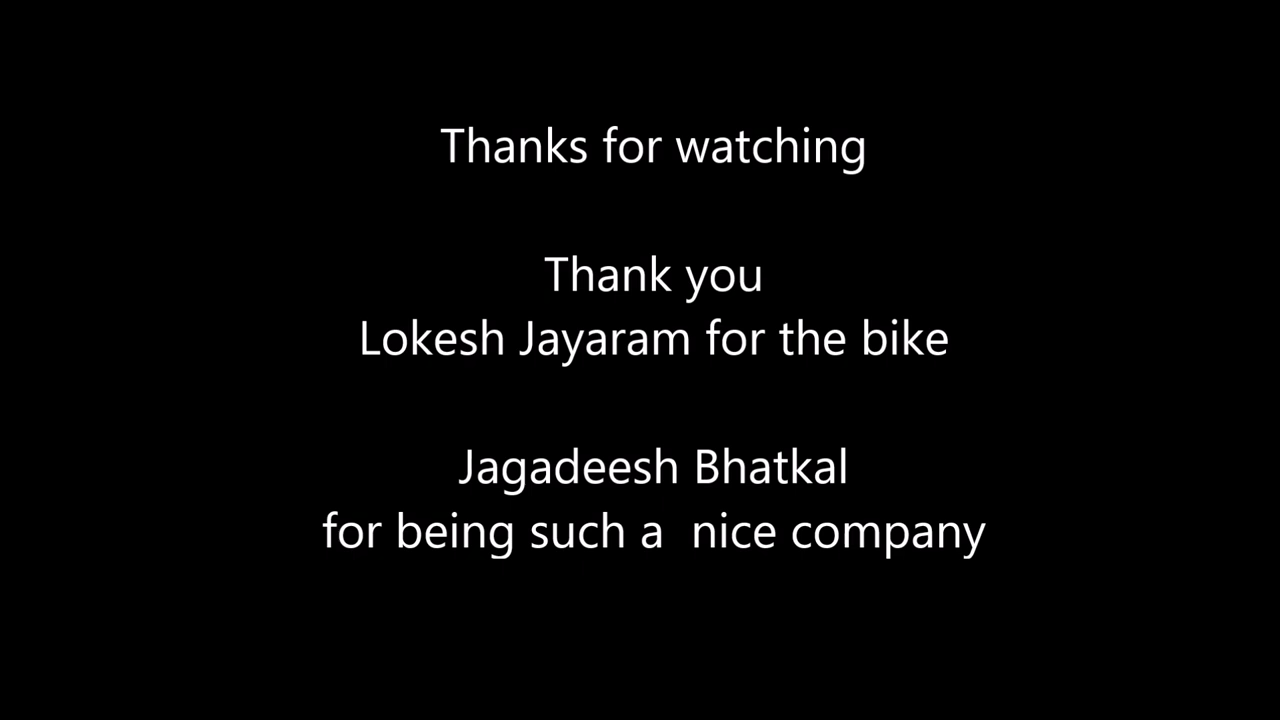 Thanks for watching
Thank you
Lokesh Jayaram for the bike
Jagadeesh Bhatkal
for being such a  nice company